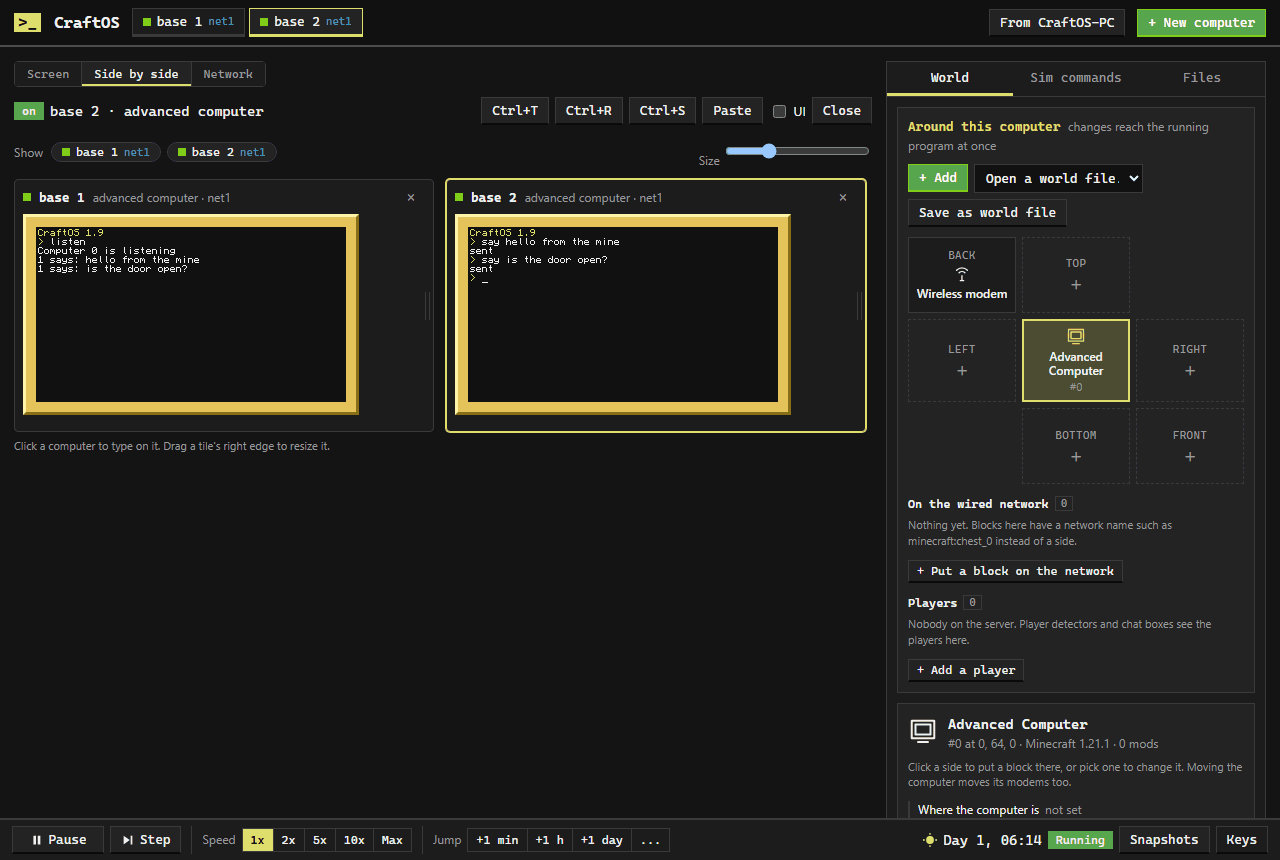 >_ CraftOS base 1 net1 base 2 net1 From CraftOS-PC + New computer
Screen Side by side Network
on base 2 · advanced computer Ctrl+T Ctrl+R Ctrl+S Paste UI Close
Show base 1 net1 base 2 net1 Size
base 1 advanced computer · net1 ×
CraftOS 1.9
> listen
Computer 0 is listening
1 says: hello from the mine
1 says: is the door open?
base 2 advanced computer · net1 ×
CraftOS 1.9
> say hello from the mine
sent
> say is the door open?
sent
> _
Click a computer to type on it. Drag a tile's right edge to resize it.
World Sim commands Files
Around this computer changes reach the running
program at once
+ Add Open a world file.
Save as world file
BACK
Wireless modem
TOP
+
LEFT
+
Advanced
Computer
#0
RIGHT
+
BOTTOM
+
FRONT
+
On the wired network 0
Nothing yet. Blocks here have a network name such as
minecraft:chest_0 instead of a side.
+ Put a block on the network
Players 0
Nobody on the server. Player detectors and chat boxes see the
players here.
+ Add a player
Advanced Computer
#0 at 0, 64, 0 · Minecraft 1.21.1 · 0 mods
Click a side to put a block there, or pick one to change it. Moving the
computer moves its modems too.
Where the computer is not set
Pause Step Speed 1x 2x 5x 10x Max Jump +1 min +1 h +1 day ... Day 1, 06:14 Running Snapshots Keys